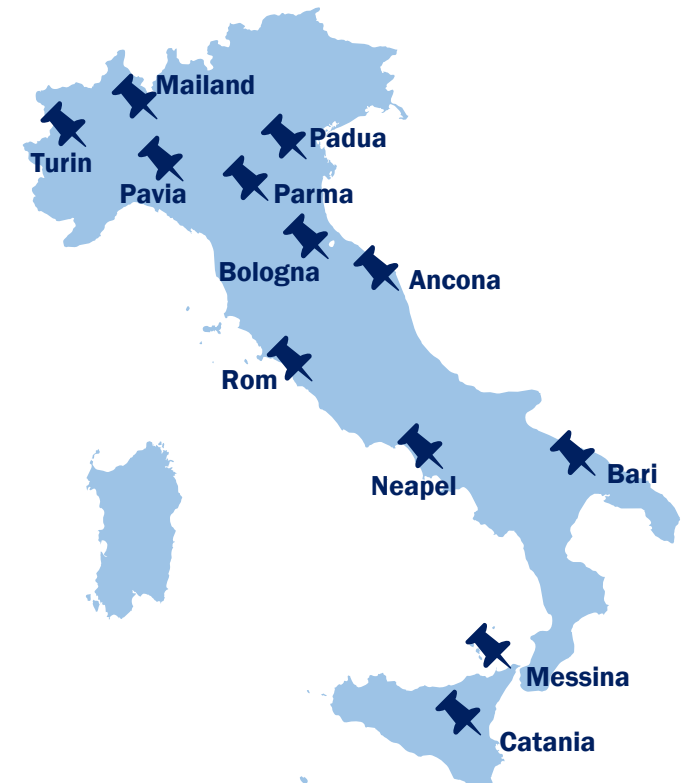 Mailand
Padua
Turin
Pavia
Parma
Bologna
Ancona
Rom
Neapel
Bari
Messina
Catania